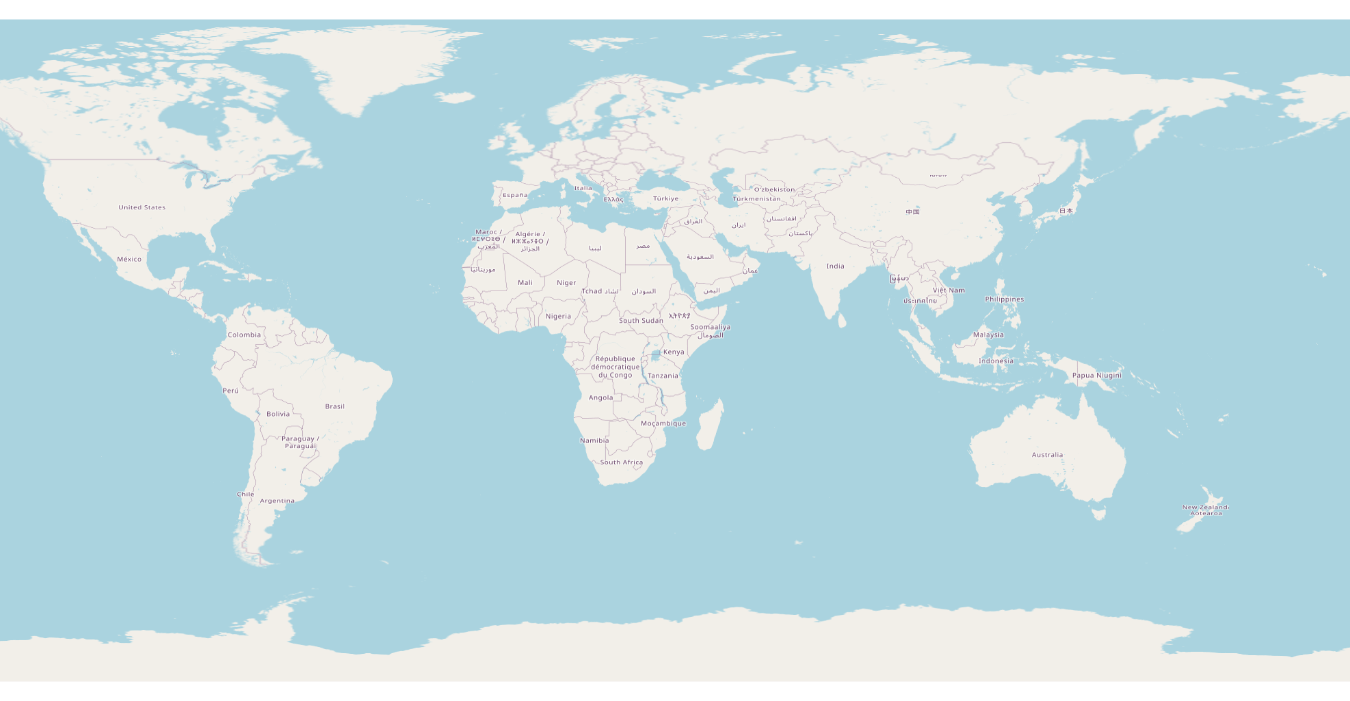 United States
México
Colombia
Perú
Brasil
Bolivia
Paraguay /
Paraguái
Chile
Argentina
España
Italia
Ελλάς
Türkiye
Oʻzbekiston
Türkmenistan
中国
日本
Maroc /
ⵍⵎⵖⵔⵉⴱ /
المغرب
Algérie /
ⵍⵣⵣⴰⵢⴻⵔ /
الجزائر
ليبيا
مصر
العراق
ایران
افغانستان
پاکستان
السعودية
عمان
اليمن
موريتانيا
Mali
Niger
Tchad تشاد
السودان
India
Việt Nam
ประเทศไทย
Philippines
Nigeria
South Sudan
ኢትዮጵያ
Soomaaliya
الصومال
Malaysia
Indonesia
Papua Niugini
République
démocratique
du Congo
Kenya
Tanzania
Angola
Moçambique
Namibia
South Africa
Australia
New Zealand/
Aotearoa